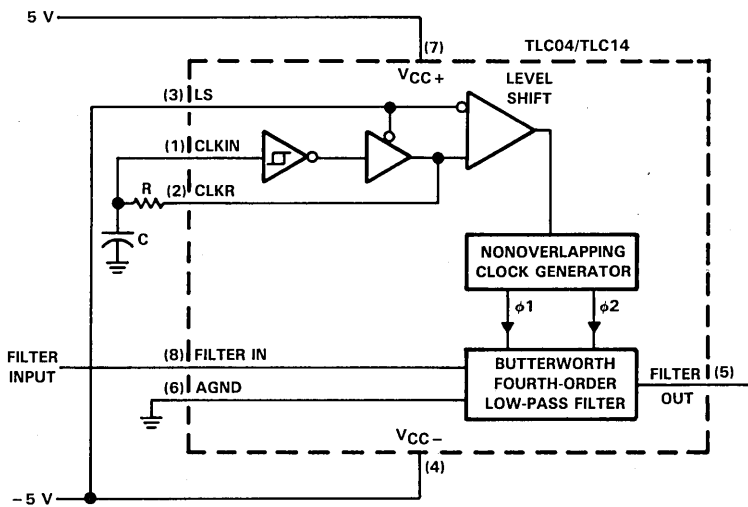 5 V
(7)
TLC04/TLC14
VCC+
LEVEL
SHIFT
(3) LS
(1) CLKIN
R
(2) CLKR
C
NONOVERLAPPING
CLOCK GENERATOR
φ1
φ2
FILTER
INPUT
(8) FILTER IN
(6) AGND
BUTTERWORTH
FOURTH-ORDER
LOW-PASS FILTER
FILTER (5)
OUT
VCC−
(4)
−5 V